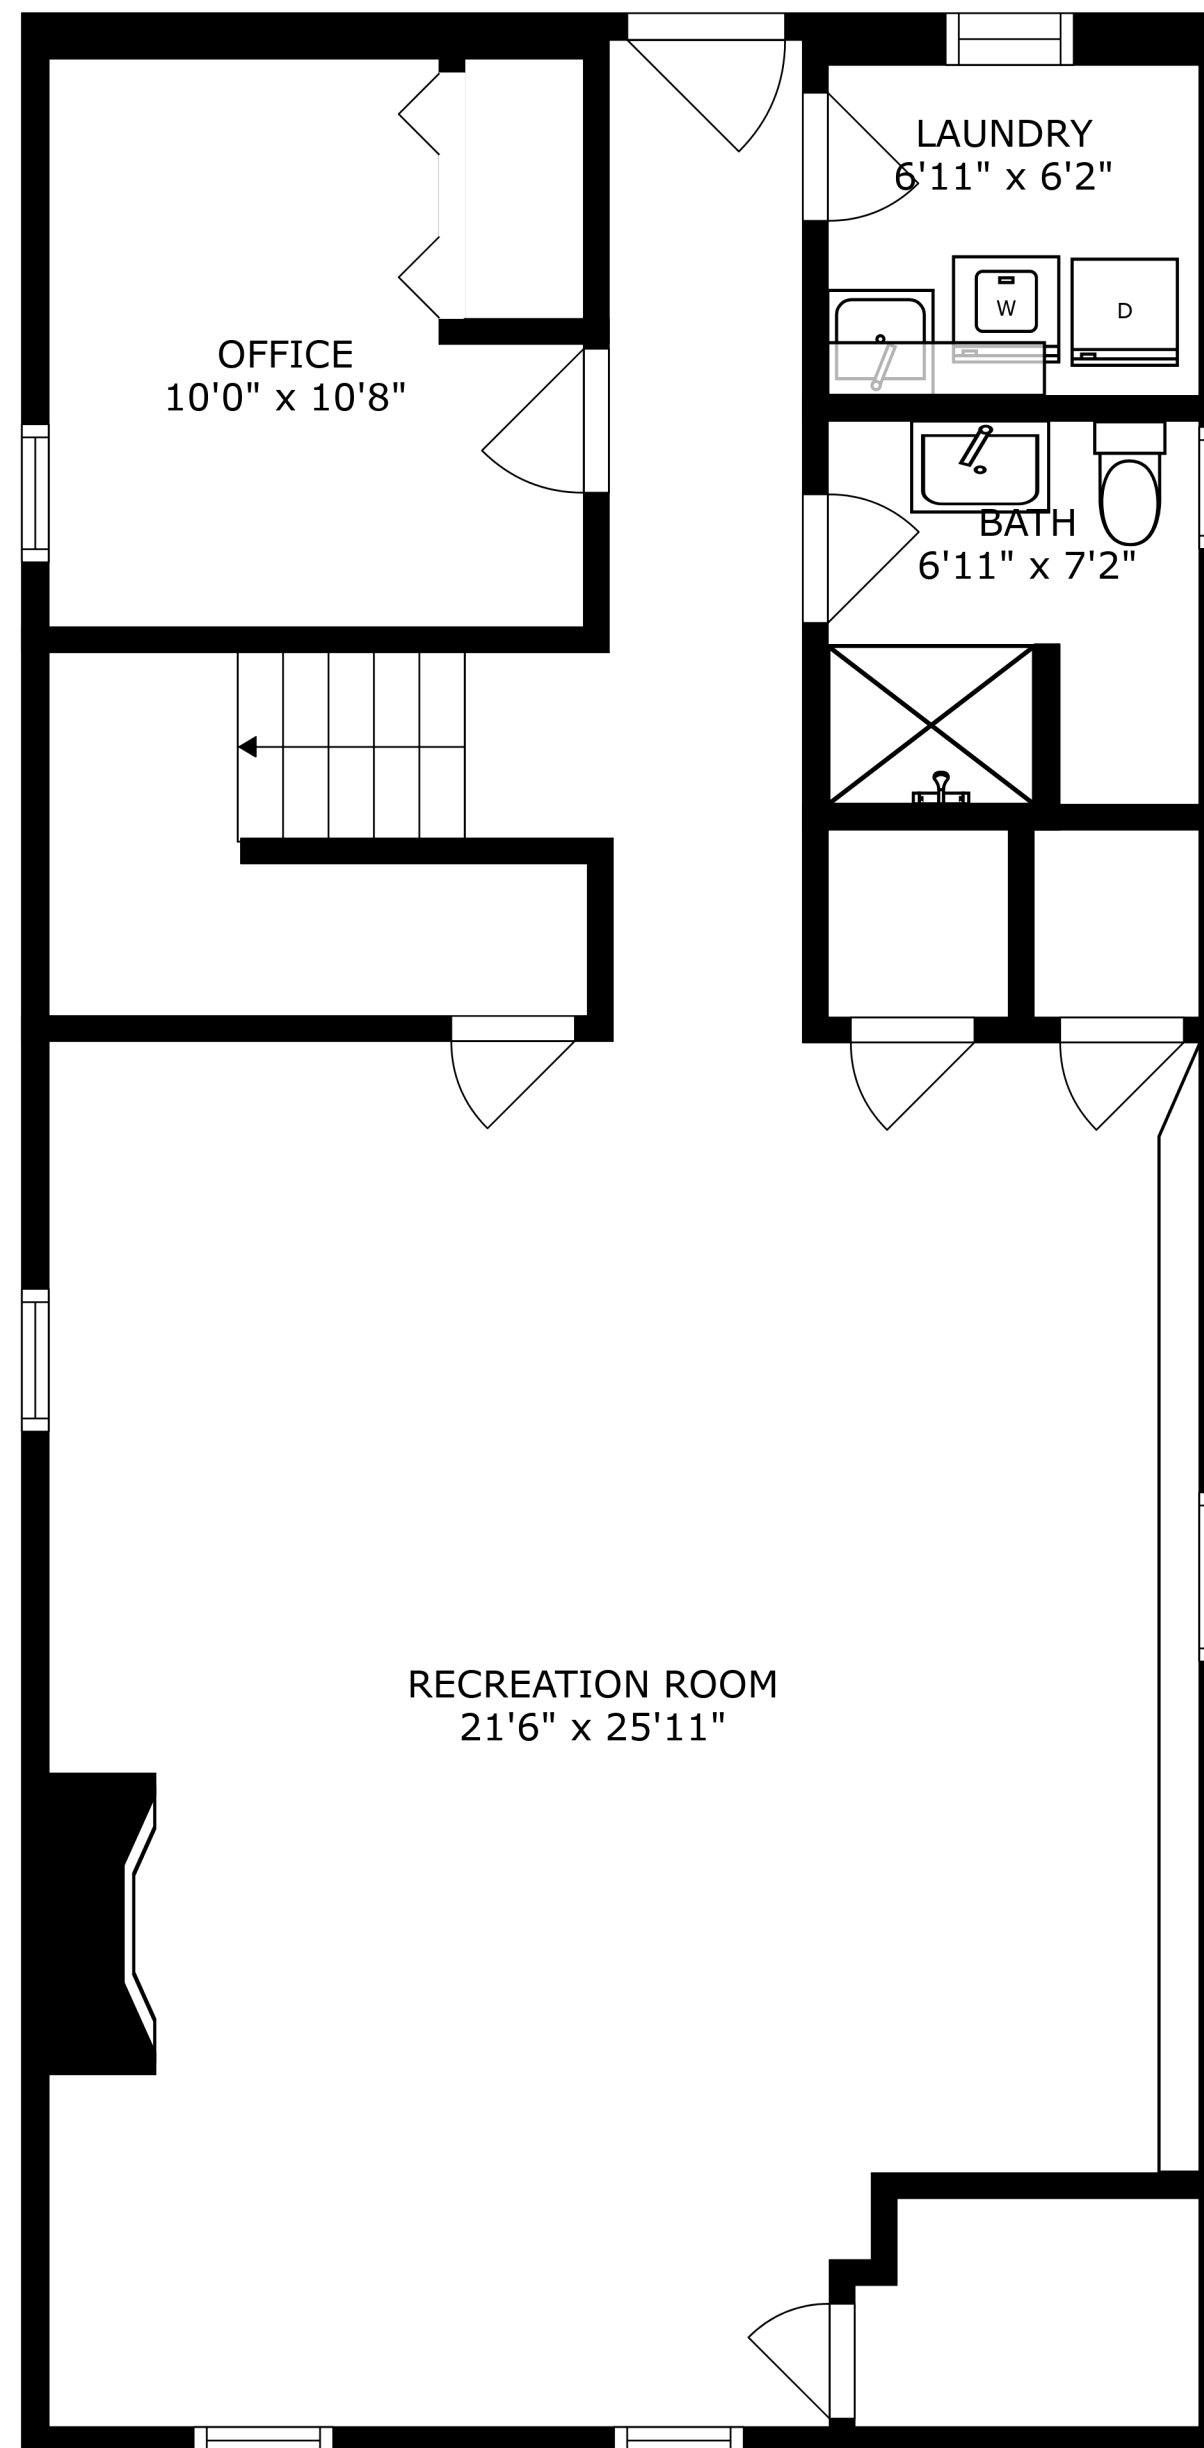 LAUNDRY
6'11" x 6'2"
W
D
OFFICE
10'0" x 10'8"
BATH
6'11" x 7'2"
RECREATION ROOM
21'6" x 25'11"